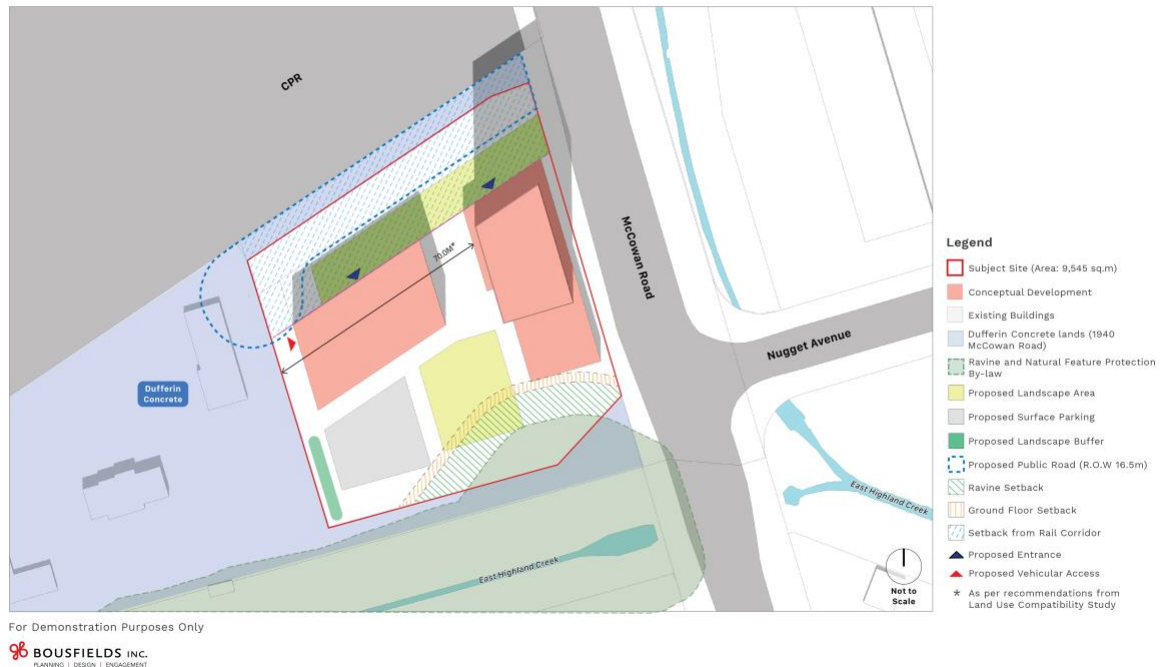 CPR
McCowan Road
70.0M*
Nugget Avenue
Dufferin
Concrete
East Highland Creek
East Highland Creek
Not to
Scale
Legend
Subject Site (Area: 9,545 sq.m)
Conceptual Development
Existing Buildings
Dufferin Concrete lands (1940
McCowan Road)
Ravine and Natural Feature Protection
By-law
Proposed Landscape Area
Proposed Surface Parking
Proposed Landscape Buffer
Proposed Public Road (R.O.W 16.5m)
Ravine Setback
Ground Floor Setback
Setback from Rail Corridor
Proposed Entrance
Proposed Vehicular Access
* As per recommendations from
Land Use Compatibility Study
For Demonstration Purposes Only
BOUSFIELDS INC.
PLANNING | DESIGN | ENGAGEMENT